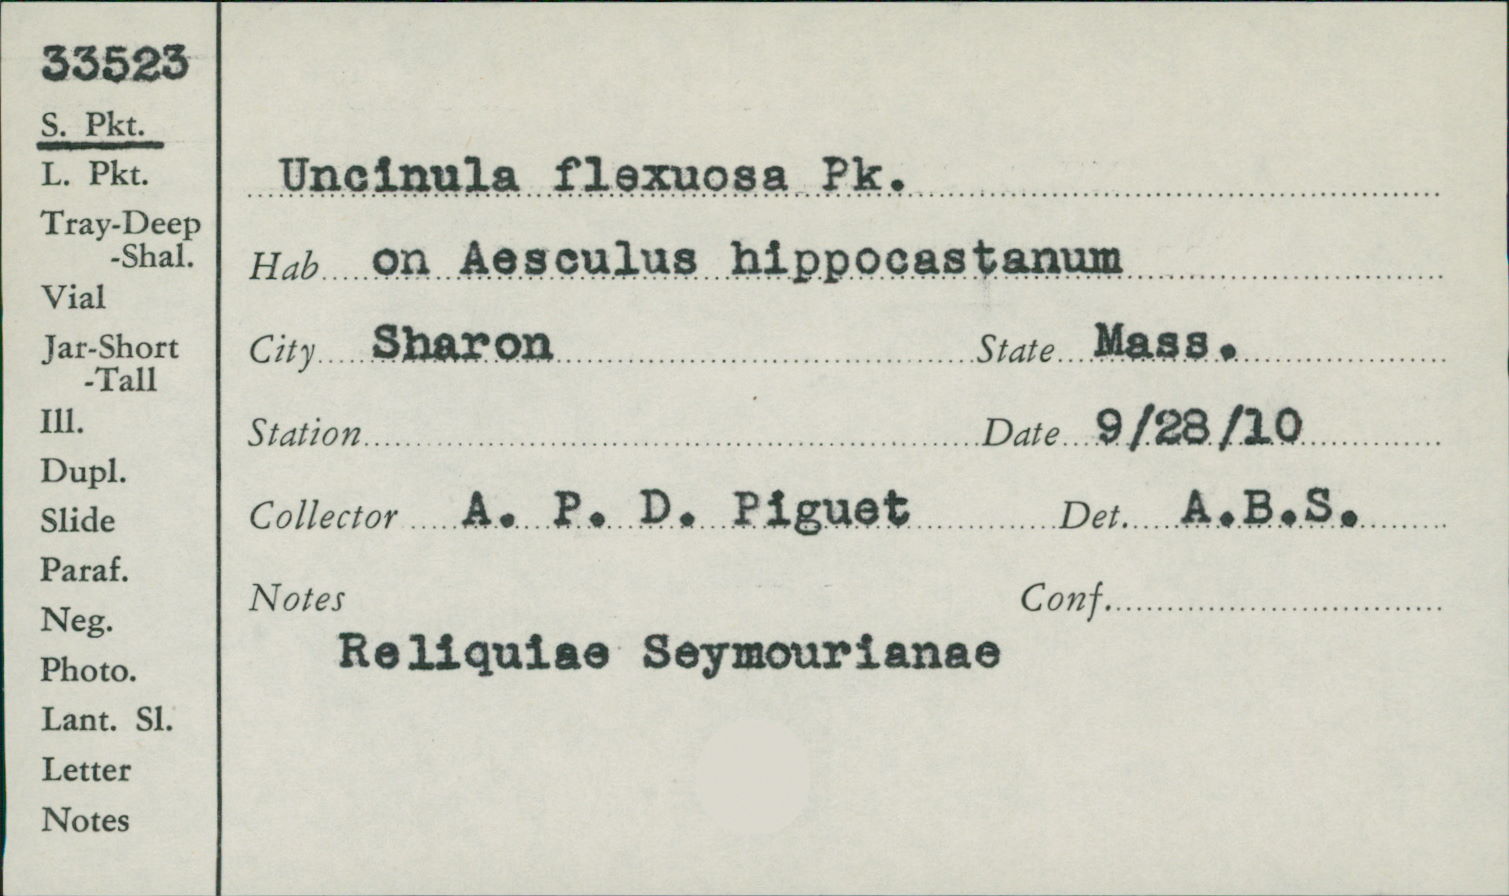 33523
S. Pkt.
L. Pkt.
Tray-Deep
-Shal.
Vial
Jar-Short
-Tall
Ill.
Dupl.
Slide
Paraf.
Neg.
Photo.
Lant. Sl.
Letter
Notes
Uncinula flexuosa Pk.
Hab on Aesculus hippocastanum
City Sharon State Mass.
Station Date 9/28/10
Collector A. P. D. Piguet Det. A.B.S.
Notes Conf.
Reliquiae Seymourianae